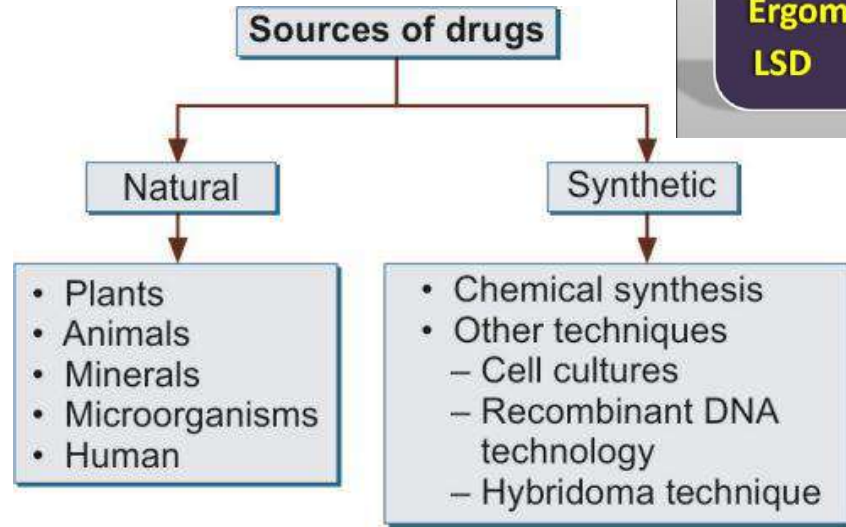 Sources of drugs
LSD
Natural
Synthetic
• Plants
• Animals
• Minerals
• Microorganisms
• Human
• Chemical synthesis
• Other techniques
– Cell cultures
– Recombinant DNA
technology
– Hybridoma technique